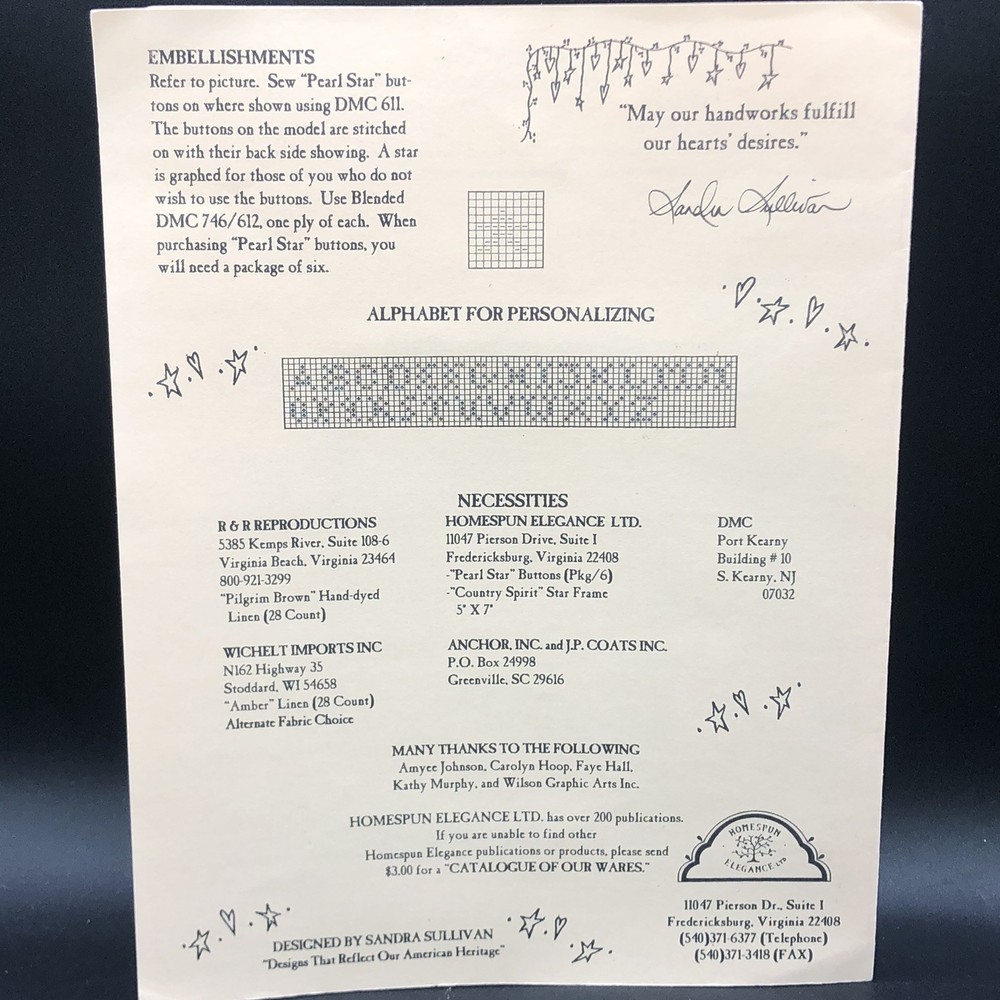 EMBELLISHMENTS
Refer to picture. Sew "Pearl Star" but-
tons on where shown using DMC 611.
The buttons on the model are stitched
on with their back side showing. A star
is graphed for those of you who do not
wish to use the buttons. Use Blended
DMC 746/612, one ply of each. When
purchasing "Pearl Star" buttons, you
will need a package of six.
"May our handworks fulfill
our hearts' desires."
Sandra Sullivan
ALPHABET FOR PERSONALIZING
A B C D E F G H I J K L M N
O P Q R S T U V W X Y Z
NECESSITIES
R & R REPRODUCTIONS
5385 Kemps River, Suite 108-6
Virginia Beach, Virginia 23464
800-921-3299
"Pilgrim Brown" Hand-dyed
Linen (28 Count)
WICHELT IMPORTS INC
N162 Highway 35
Stoddard, WI 54658
"Amber" Linen (28 Count)
Alternate Fabric Choice
HOMESPUN ELEGANCE LTD.
11047 Pierson Drive, Suite I
Fredericksburg, Virginia 22408
-"Pearl Star" Buttons (Pkg/6)
-"Country Spirit" Star Frame
5" X 7"
ANCHOR, INC. and J.P. COATS INC.
P.O. Box 24998
Greenville, SC 29616
DMC
Port Kearny
Building # 10
S. Kearny, NJ
07032
MANY THANKS TO THE FOLLOWING
Amyee Johnson, Carolyn Hoop, Faye Hall,
Kathy Murphy, and Wilson Graphic Arts Inc.
HOMESPUN ELEGANCE LTD. has over 200 publications.
If you are unable to find other
Homespun Elegance publications or products, please send
$3.00 for a "CATALOGUE OF OUR WARES."
HOMESPUN
ELEGANCE LTD
11047 Pierson Dr., Suite I
Fredericksburg, Virginia 22408
(540)371-6377 (Telephone)
(540)371-3418 (FAX)
DESIGNED BY SANDRA SULLIVAN
"Designs That Reflect Our American Heritage"